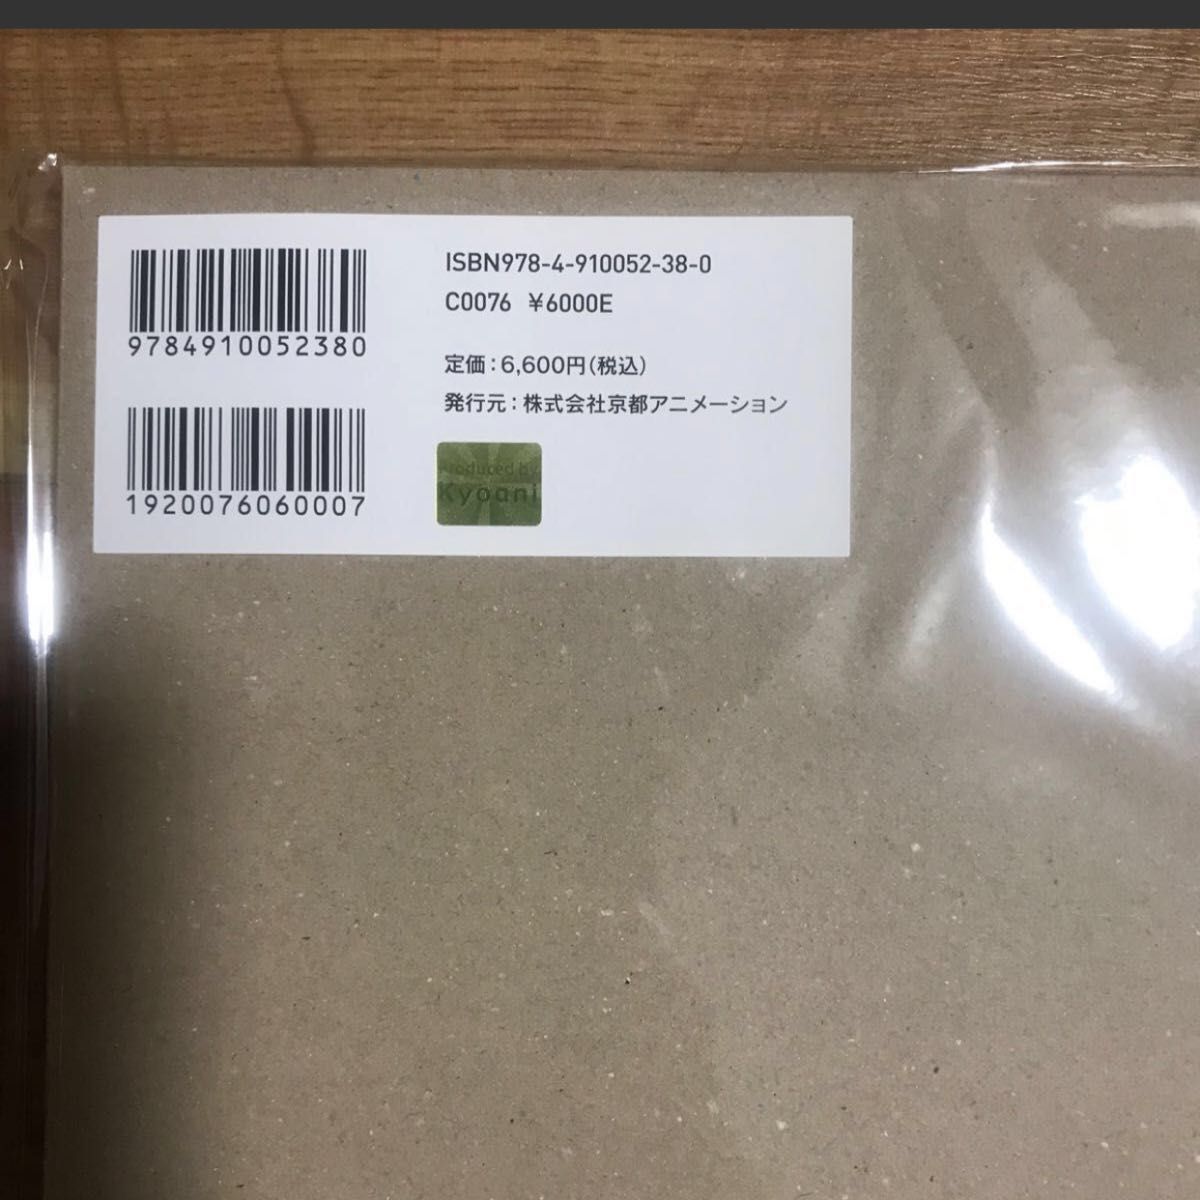 ISBN978-4-910052-38-0
C0076 ¥6000E
9784910052380
定価:6,600円(税込)
発行元:株式会社京都アニメーション
1920076060007
Produced by
Kyoani